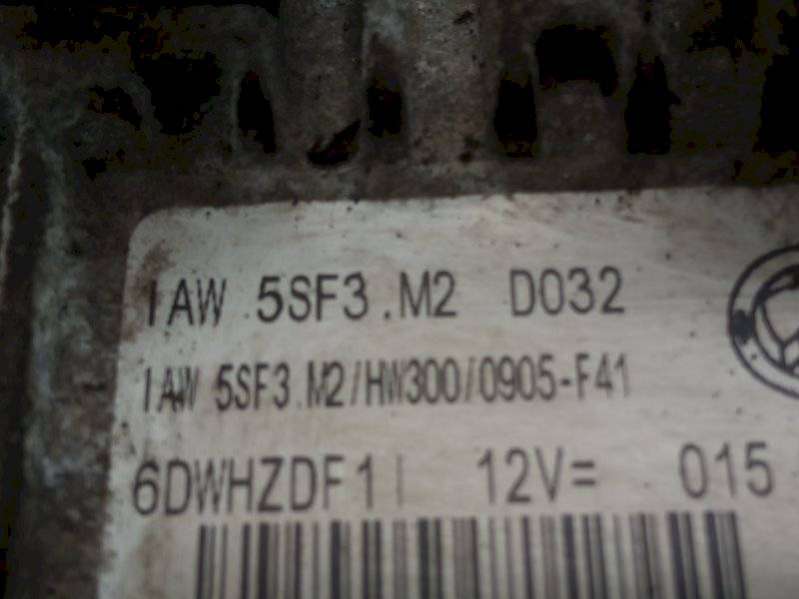 IAW 5SF3.M2 D032
IAW 5SF3.M2/HW300/0905-F41
6DWHZDF1 12V= 015